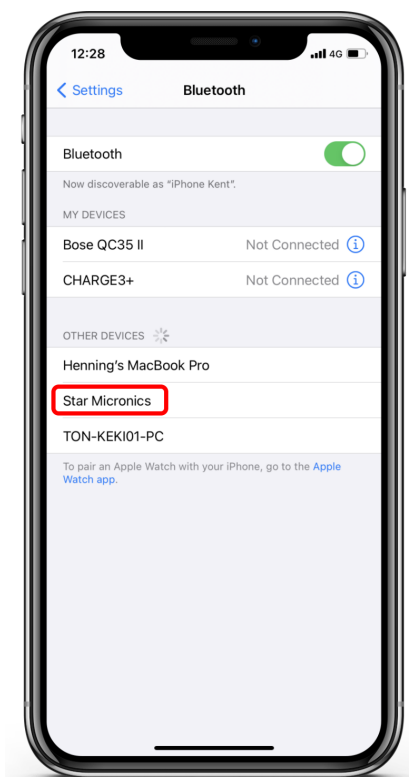 12:28
4G
Settings
Bluetooth
Bluetooth
Now discoverable as “iPhone Kent”.
MY DEVICES
Bose QC35 II Not Connected
CHARGE3+ Not Connected
OTHER DEVICES
Henning’s MacBook Pro
Star Micronics
TON-KEKI01-PC
To pair an Apple Watch with your iPhone, go to the Apple
Watch app.